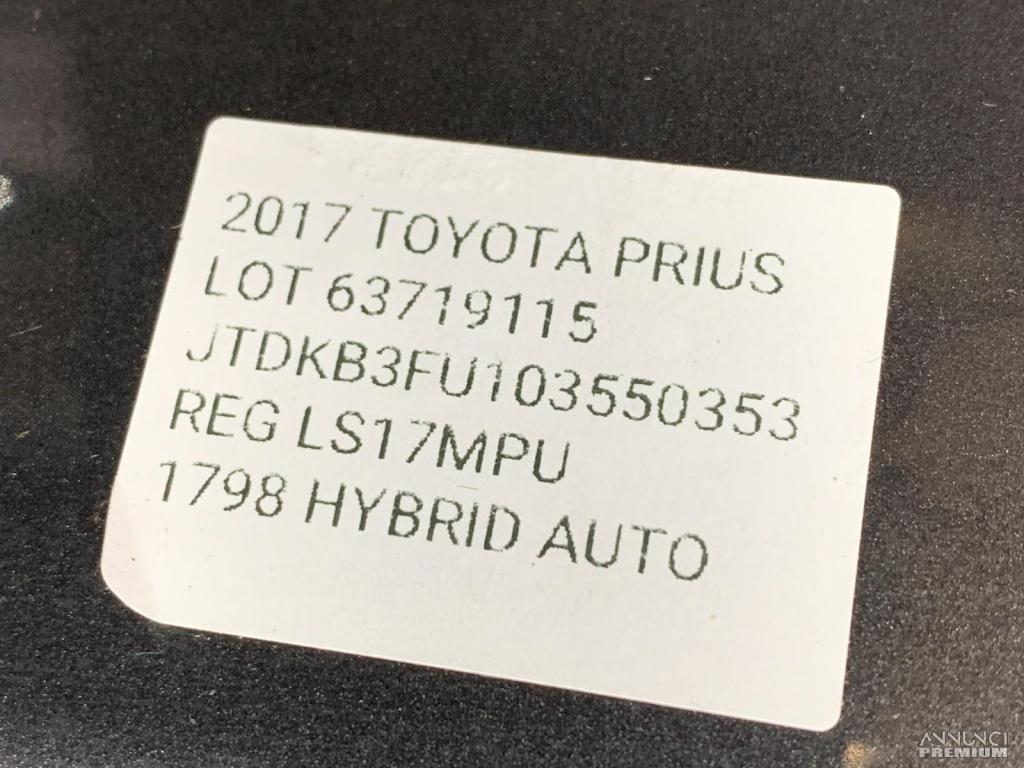 2017 TOYOTA PRIUS
LOT 63719115
JTDKB3FU103550353
REG LS17MPU
1798 HYBRID AUTO
ANNUNCI
PREMIUM